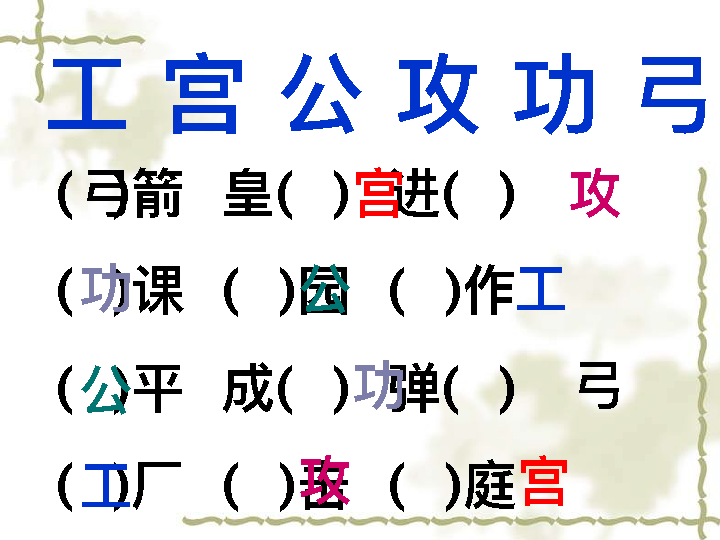 工 宫 公 攻 功 弓
(弓)箭 皇( )宫 进( ) 攻
(功)课 ( )公园 ( )作工
(公)平 成( )功 弹( ) 弓
(工)厂 ( )攻击 ( )庭宫